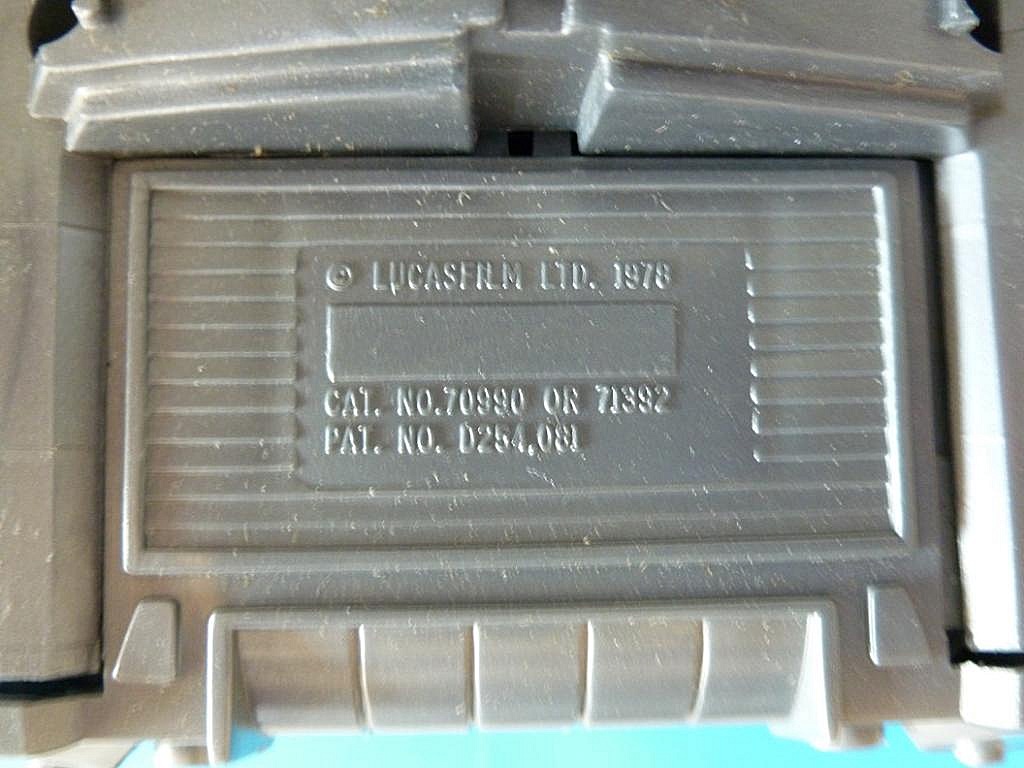 © LUCASFILM LTD. 1978
CAT. NO.70990 OR 71392
PAT. NO. D254,081